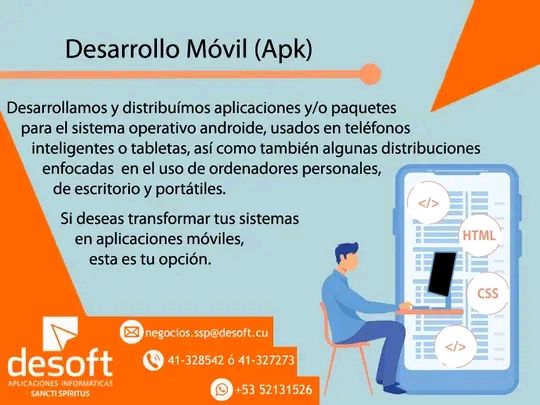 Desarrollo Móvil (Apk)
Desarrollamos y distribuímos aplicaciones y/o paquetes
para el sistema operativo androide, usados en teléfonos
inteligentes o tabletas, así como también algunas distribuciones
enfocadas en el uso de ordenadores personales,
de escritorio y portátiles.
Si deseas transformar tus sistemas
en aplicaciones móviles,
esta es tu opción.
</>
HTML
CSS
</>
negocios.ssp@desoft.cu
41-328542 ó 41-327273
+53 52131526
desoft
APLICACIONES INFORMÁTICAS
SANCTI SPÍRITUS